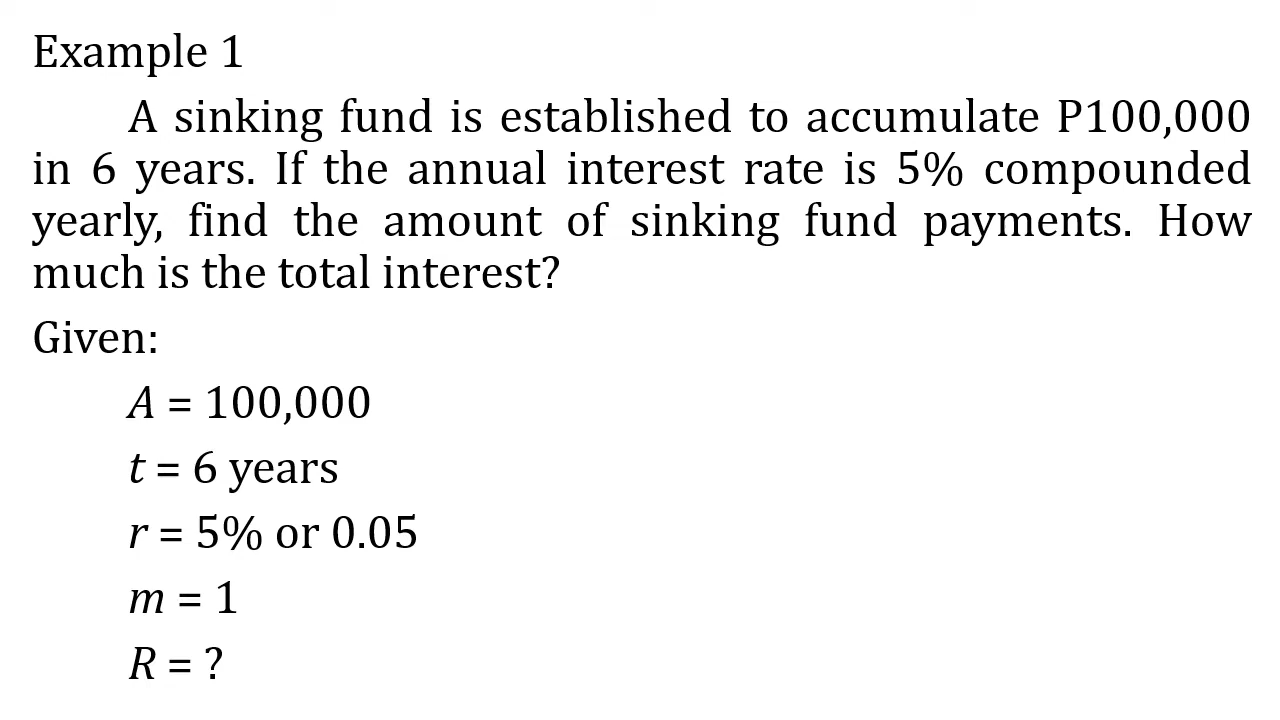 Example 1
A sinking fund is established to accumulate P100,000
in 6 years. If the annual interest rate is 5% compounded
yearly, find the amount of sinking fund payments. How
much is the total interest?
Given:
A = 100,000
t = 6 years
r = 5% or 0.05
m = 1
R = ?